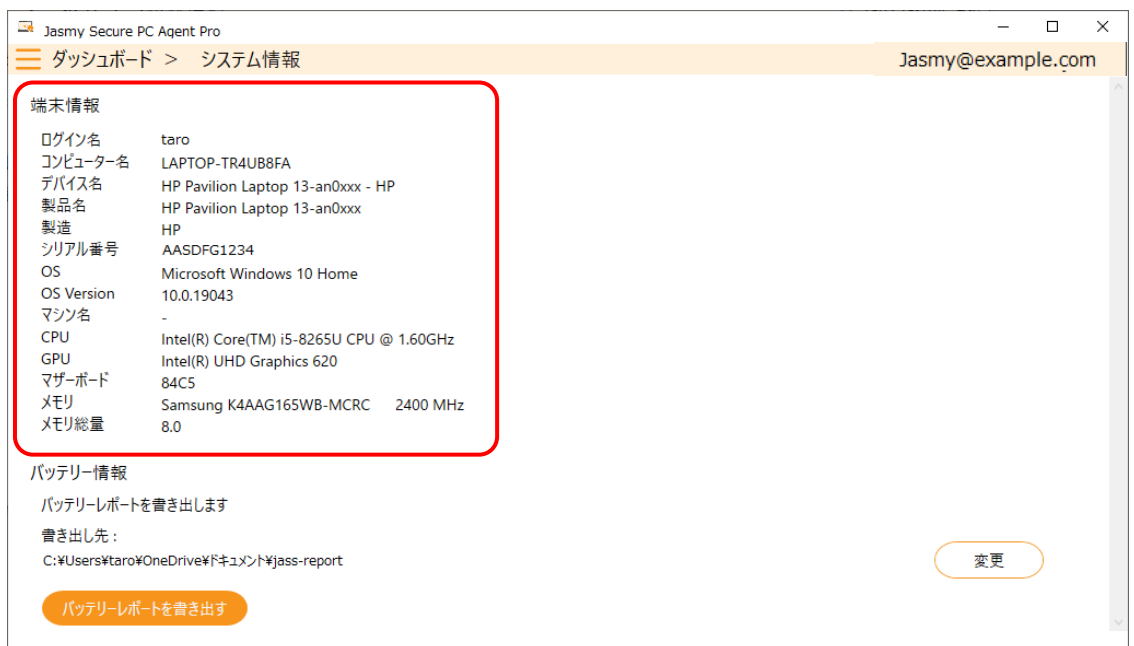 Jasmy Secure PC Agent Pro
ダッシュボード > システム情報 Jasmy@example.com
端末情報
ログイン名 taro
コンピューター名 LAPTOP-TR4UB8FA
デバイス名 HP Pavilion Laptop 13-an0xxx - HP
製品名 HP Pavilion Laptop 13-an0xxx
製造 HP
シリアル番号 AASDFG1234
OS Microsoft Windows 10 Home
OS Version 10.0.19043
マシン名 -
CPU Intel(R) Core(TM) i5-8265U CPU @ 1.60GHz
GPU Intel(R) UHD Graphics 620
マザーボード 84C5
メモリ Samsung K4AAG165WB-MCRC 2400 MHz
メモリ総量 8.0
バッテリー情報
バッテリーレポートを書き出します
書き出し先 :
C:¥Users¥taro¥OneDrive¥ドキュメント¥jass-report
変更
バッテリーレポートを書き出す